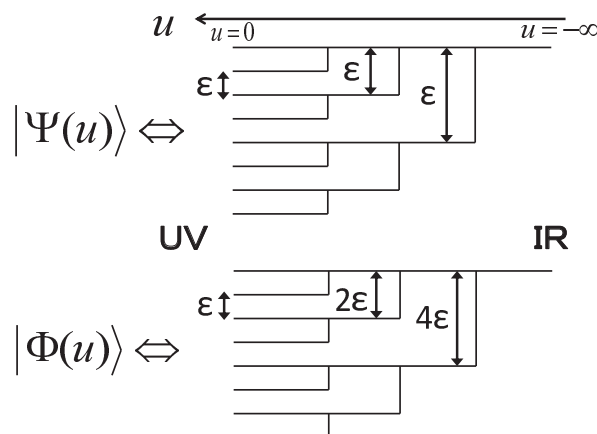 u u=0 u=−∞
ε ε ε
|Ψ(u)⟩ ⇔
UV IR
ε 2ε 4ε
|Φ(u)⟩ ⇔